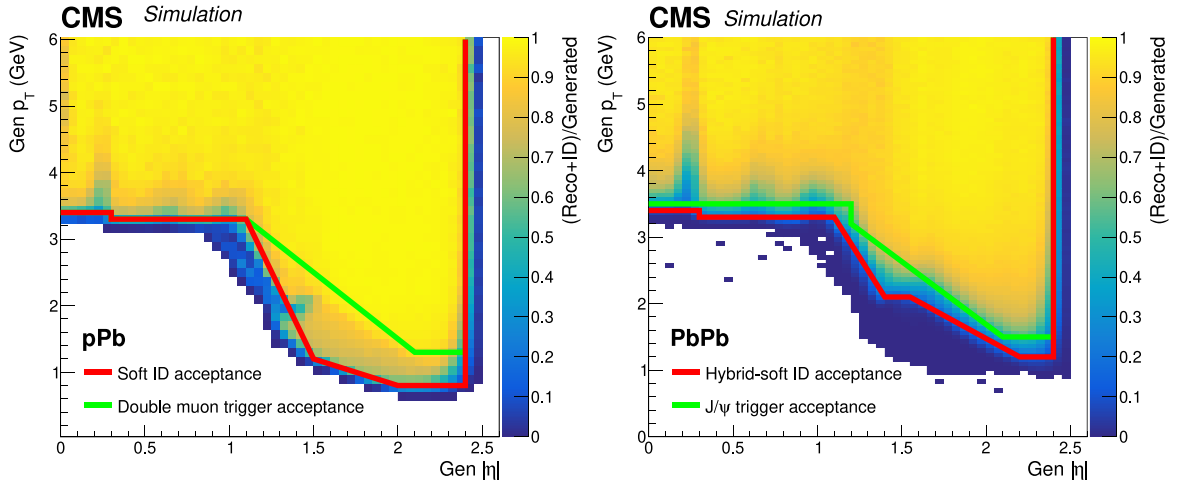 CMS Simulation
Gen p_T (GeV)
6
5
4
3
2
1
0
0 0.5 1 1.5 2 2.5
Gen |η|
pPb
Soft ID acceptance
Double muon trigger acceptance
1
0.9
0.8
0.7
0.6
0.5
0.4
0.3
0.2
0.1
0
(Reco+ID)/Generated
CMS Simulation
Gen p_T (GeV)
6
5
4
3
2
1
0
0 0.5 1 1.5 2 2.5
Gen |η|
PbPb
Hybrid-soft ID acceptance
J/ψ trigger acceptance
1
0.9
0.8
0.7
0.6
0.5
0.4
0.3
0.2
0.1
0
(Reco+ID)/Generated